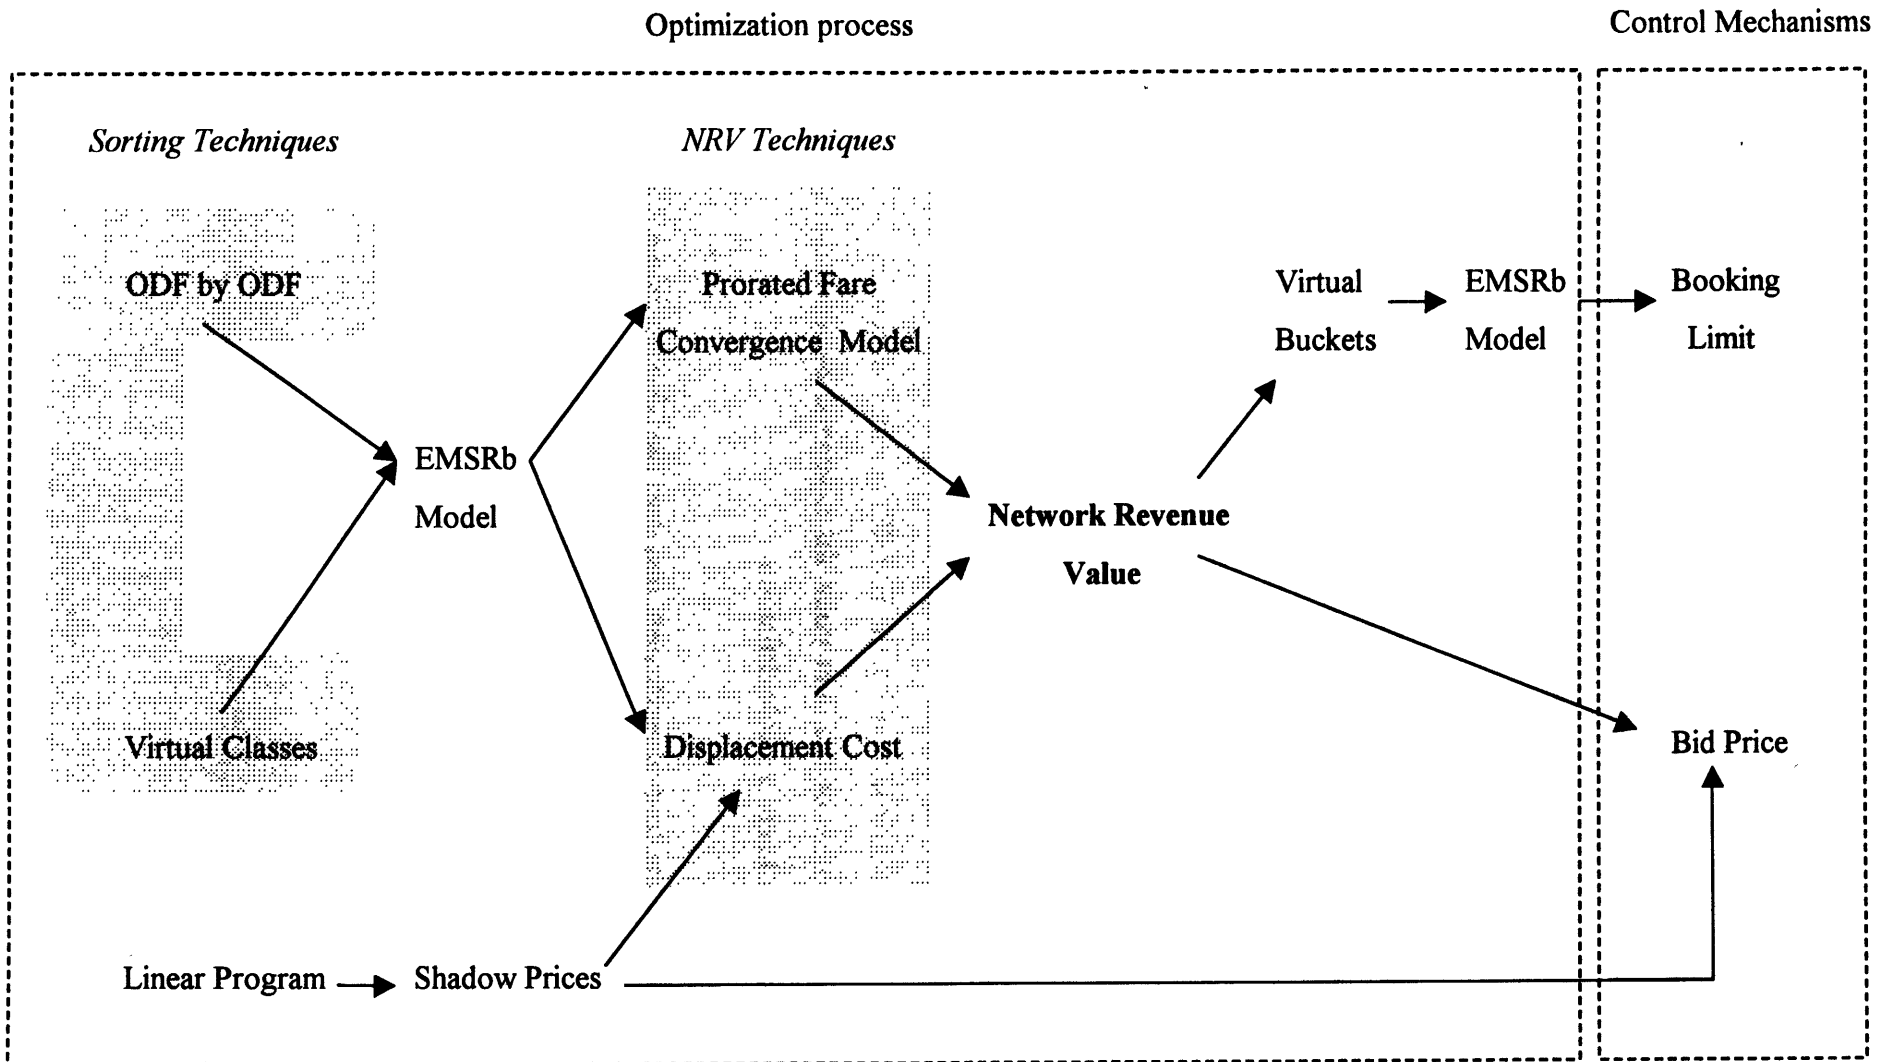 Optimization process
Control Mechanisms
Sorting Techniques
NRV Techniques
ODF by ODF
Prorated Fare
Convergence Model
Virtual
Buckets
EMSRb
Model
Booking
Limit
EMSRb
Model
Network Revenue
Value
Virtual Classes
Displacement Cost
Bid Price
Linear Program
Shadow Prices